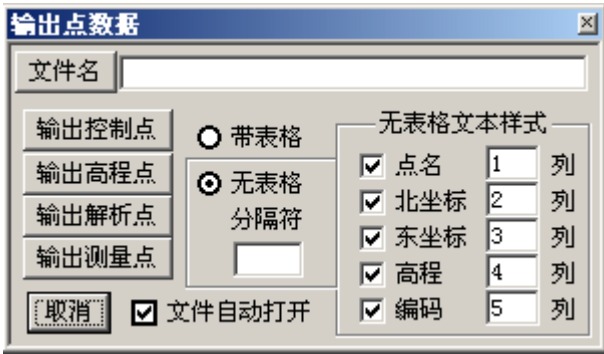 输出点数据
文件名
输出控制点
输出高程点
输出解析点
输出测量点
带表格
无表格
分隔符
无表格文本样式
点名 1 列
北坐标 2 列
东坐标 3 列
高程 4 列
编码 5 列
取消
文件自动打开